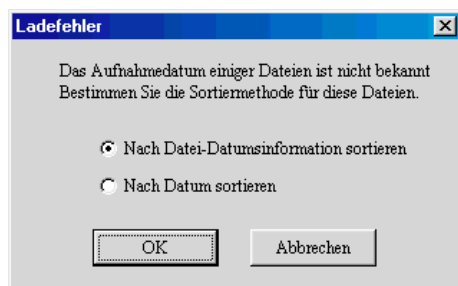 Ladefehler
Das Aufnahmedatum einiger Dateien ist nicht bekannt
Bestimmen Sie die Sortiermethode für diese Dateien.
Nach Datei-Datumsinformation sortieren
Nach Datum sortieren
OK
Abbrechen